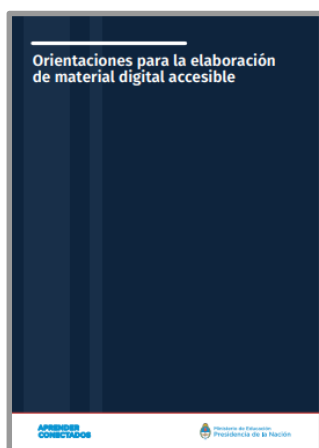 Orientaciones para la elaboración
de material digital accesible
APRENDER
CONECTADOS
Ministerio de Educación
Presidencia de la Nación